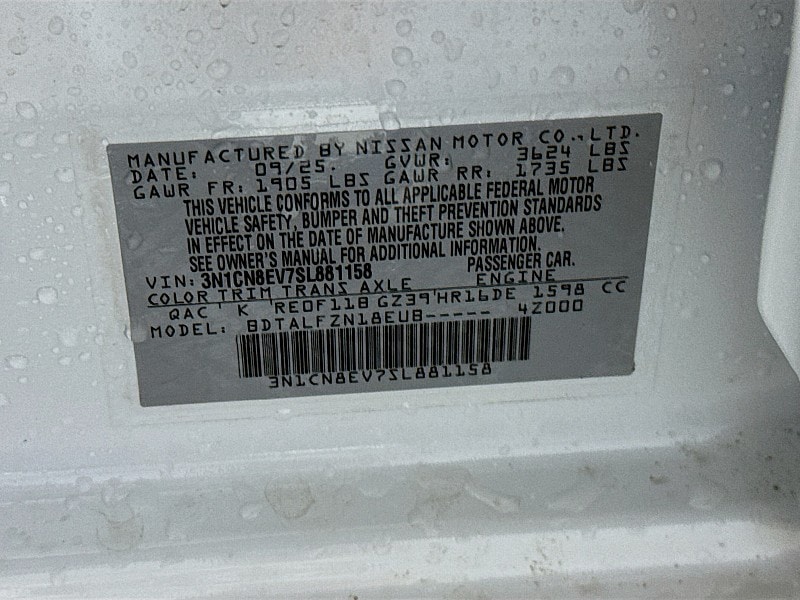 MANUFACTURED BY NISSAN MOTOR CO.,LTD.
DATE: 09/25. GVWR: 3624 LBS
GAWR FR: 1905 LBS GAWR RR: 1735 LBS
THIS VEHICLE CONFORMS TO ALL APPLICABLE FEDERAL MOTOR
VEHICLE SAFETY, BUMPER AND THEFT PREVENTION STANDARDS
IN EFFECT ON THE DATE OF MANUFACTURE SHOWN ABOVE.
SEE OWNER'S MANUAL FOR ADDITIONAL INFORMATION.
VIN: 3N1CN8EV7SL881158 PASSENGER CAR.
COLOR TRIM TRANS AXLE ENGINE
QAC K RE0F11B GZ39 HR16DE 1598 CC
MODEL: BDTALFZN18EUB----- 4Z000
3N1CN8EV7SL881158